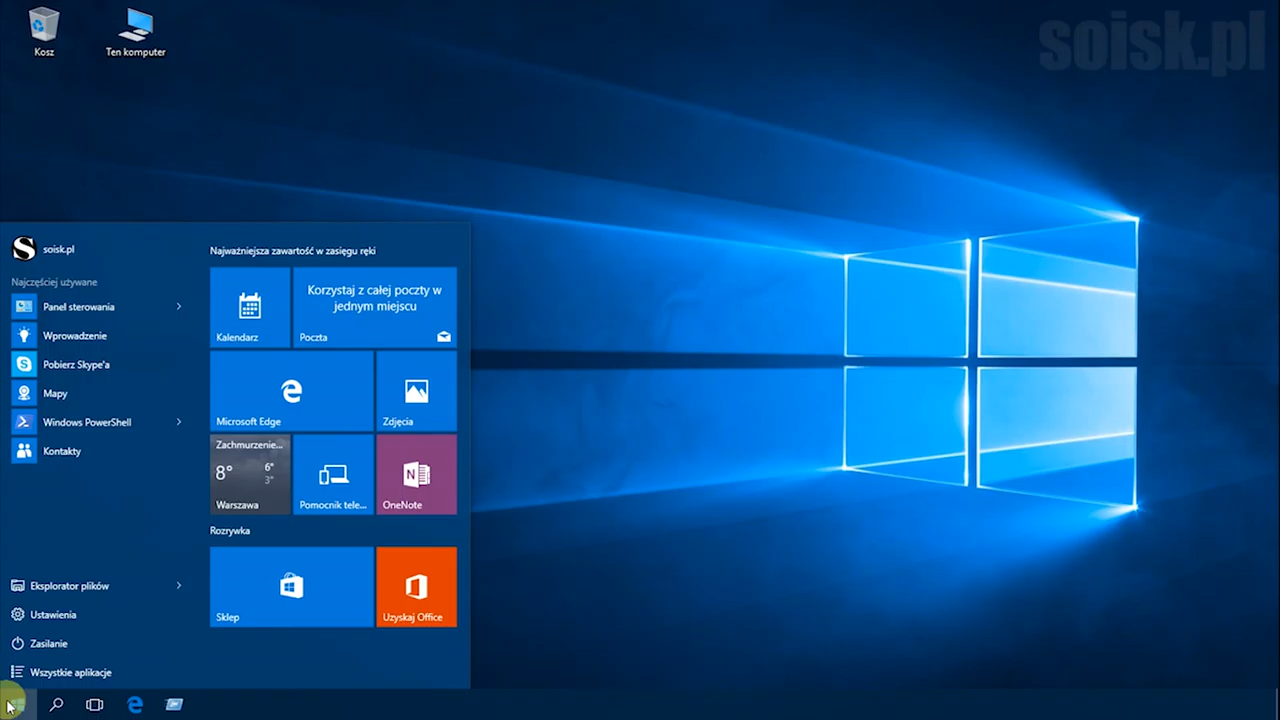 soisk.pl
Kosz
Ten komputer
soisk.pl
Najczęściej używane
Panel sterowania
Wprowadzenie
Pobierz Skype'a
Mapy
Windows PowerShell
Kontakty
Eksplorator plików
Ustawienia
Zasilanie
Wszystkie aplikacje
Najważniejsza zawartość w zasięgu ręki
Kalendarz
Korzystaj z całej poczty w
jednym miejscu
Poczta
Microsoft Edge
Zdjęcia
Zachmurzenie...
8°
6°
3°
Warszawa
Pomocnik tele...
OneNote
Rozrywka
Sklep
Uzyskaj Office